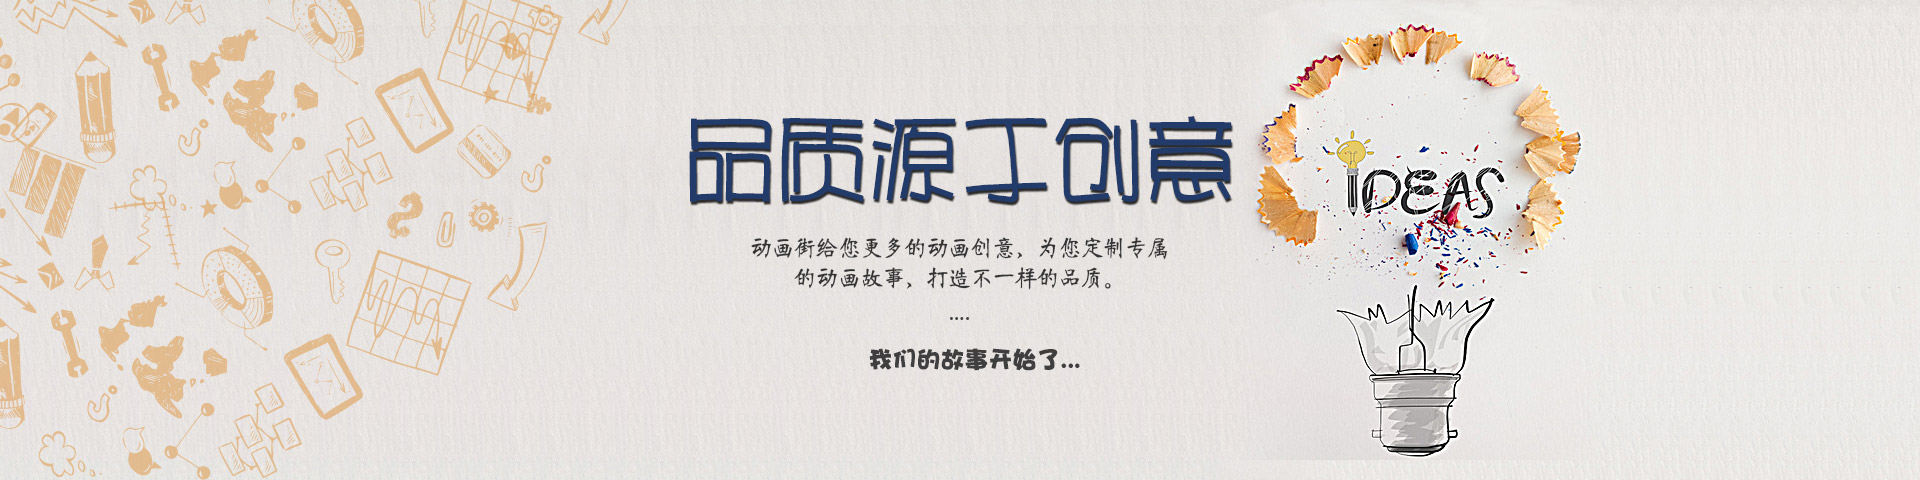 品质源于创意
动画街给您更多的动画创意，为您定制专属
的动画故事，打造不一样的品质。
....
我们的故事开始了...
IDEAS